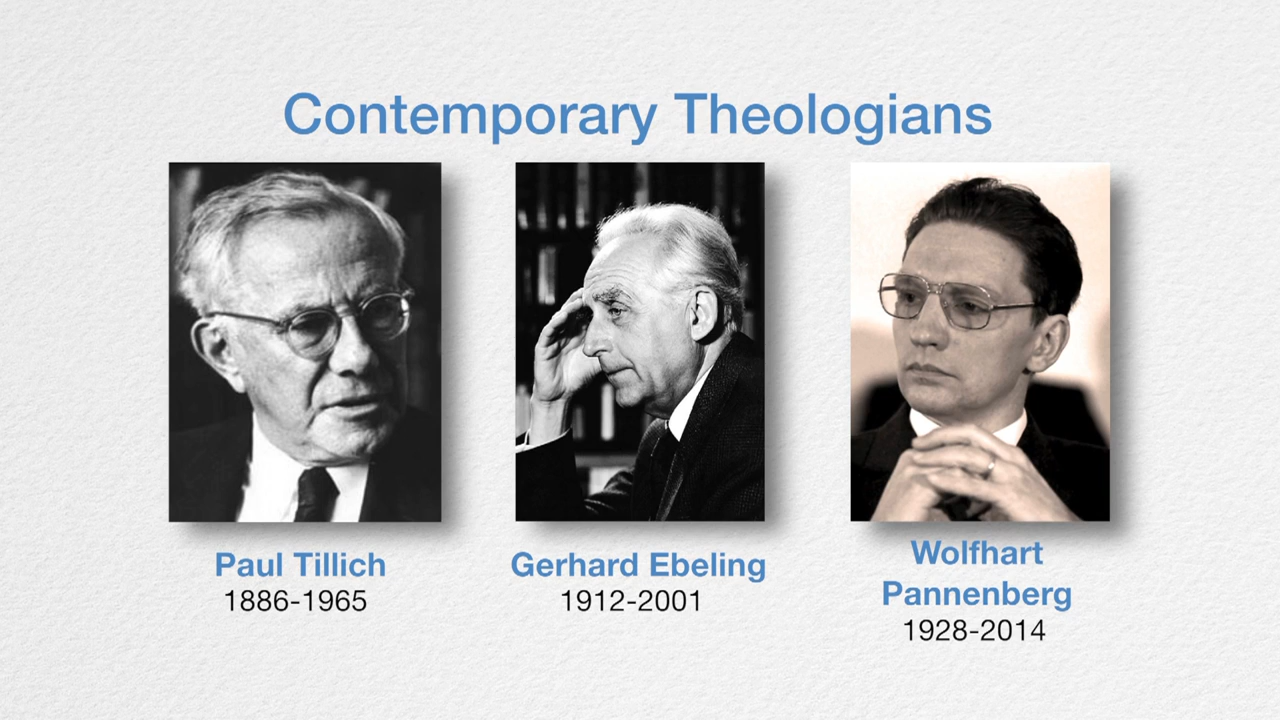 Contemporary Theologians
Paul Tillich
1886-1965
Gerhard Ebeling
1912-2001
Wolfhart
Pannenberg
1928-2014